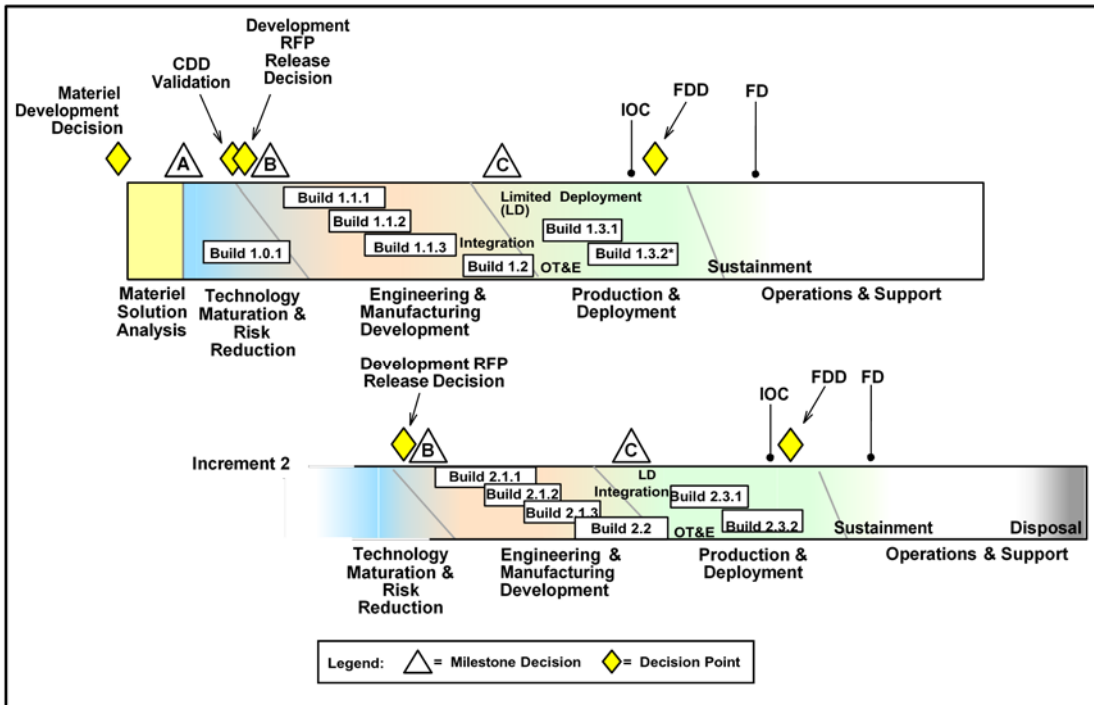 Development
RFP
Release
Decision
CDD
Validation
Materiel
Development
Decision
IOC
FDD
FD
A
B
C
Build 1.1.1
Limited Deployment
(LD)
Build 1.1.2
Build 1.3.1
Build 1.1.3
Integration
Build 1.0.1
Build 1.3.2*
Build 1.2
OT&E
Sustainment
Materiel
Solution
Analysis
Technology
Maturation &
Risk
Reduction
Engineering &
Manufacturing
Development
Production &
Deployment
Operations & Support
Development RFP
Release Decision
IOC
FDD
FD
B
C
Increment 2
Build 2.1.1
LD
Build 2.1.2
Integration
Build 2.3.1
Build 2.1.3
Build 2.2
OT&E
Build 2.3.2
Sustainment
Disposal
Technology
Maturation &
Risk
Reduction
Engineering &
Manufacturing
Development
Production &
Deployment
Operations & Support
Legend:
= Milestone Decision
= Decision Point